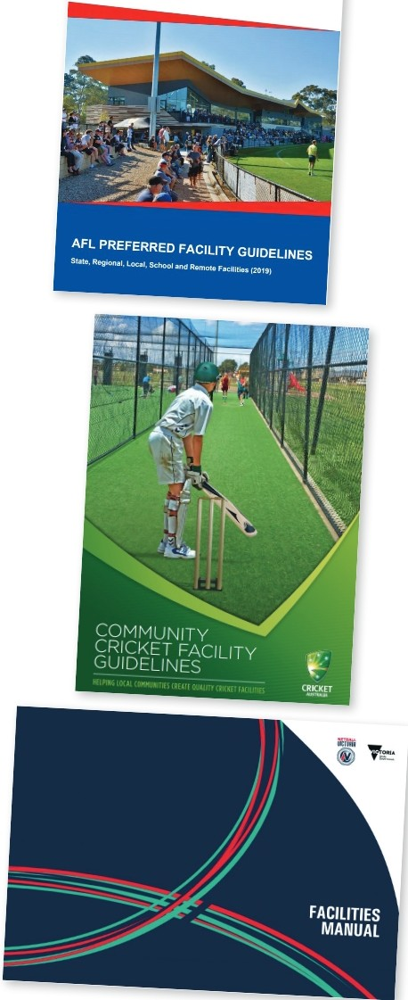 AFL PREFERRED FACILITY GUIDELINES
State, Regional, Local, School and Remote Facilities (2019)
COMMUNITY
CRICKET FACILITY
GUIDELINES
HELPING LOCAL COMMUNITIES CREATE QUALITY CRICKET FACILITIES
CRICKET
AUSTRALIA
NETBALL
VICTORIA
VICTORIA
FACILITIES
MANUAL